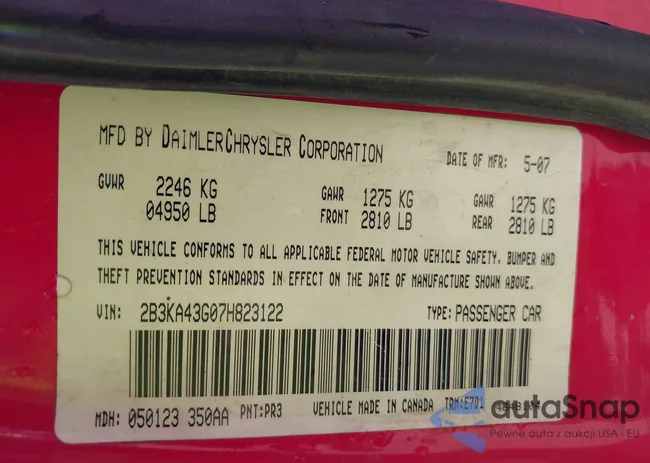 MFD BY DAIMLERCHRYSLER CORPORATION DATE OF MFR: 5-07
GVWR 2246 KG GAWR 1275 KG GAWR 1275 KG
04950 LB FRONT 2810 LB REAR 2810 LB
THIS VEHICLE CONFORMS TO ALL APPLICABLE FEDERAL MOTOR VEHICLE SAFETY, BUMPER AND
THEFT PREVENTION STANDARDS IN EFFECT ON THE DATE OF MANUFACTURE SHOWN ABOVE.
VIN: 2B3KA43G07H823122 TYPE: PASSENGER CAR
MDH: 050123 350AA PNT:PR3 VEHICLE MADE IN CANADA TRM:E7D1
autaSnap
Pewne auta z aukcji USA i EU